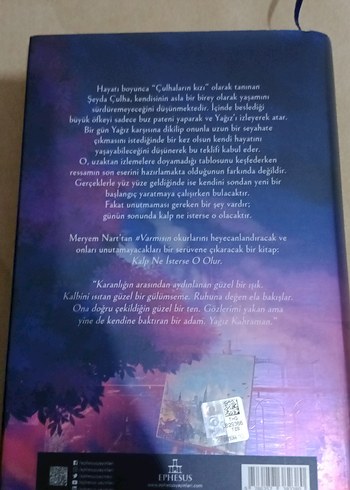 Hayatı boyunca “Çulhaların kızı” olarak tanınan
Şeyda Çulha, kendisinin asla bir birey olarak yaşamını
sürdüremeyeceğini düşünmektedir. İçinde beslediği
büyük öfkeyi sadece buz pateni yaparak ve Yağız’ı izleyerek atar.
Bir gün Yağız karşısına dikilip onunla uzun bir seyahate
çıkmasını istediğinde bir kez olsun kendi hayatını
yaşayabileceğini düşünerek bu teklifi kabul eder.
O, uzaktan izlemelere doyamadığı tablosunu keşfederken
ressamın son eserini hazırlamakta olduğunun farkında değildir.
Gerçeklerle yüz yüze geldiğinde ise kendini sondan yeni bir
başlangıç yaratmaya çalışırken bulacaktır.
Fakat unutmaması gereken bir şey vardır;
günün sonunda kalp ne isterse o olacaktır.
Meryem Nart’tan #Varmısın okurlarını heyecanlandıracak ve
onları unutamayacakları bir serüvene çıkaracak bir kitap:
Kalp Ne İsterse O Olur.
“Karanlığın arasından aydınlanan güzel bir ışık.
Kalbini ısıtan güzel bir gülümseme. Ruhuna değen ela bakışlar.
Ona doğru çekildiğin güzel bir ten. Gözlerimi yakan ama
yine de kendine baktıran bir adam. Yağız Kahraman.”
EPHESUS